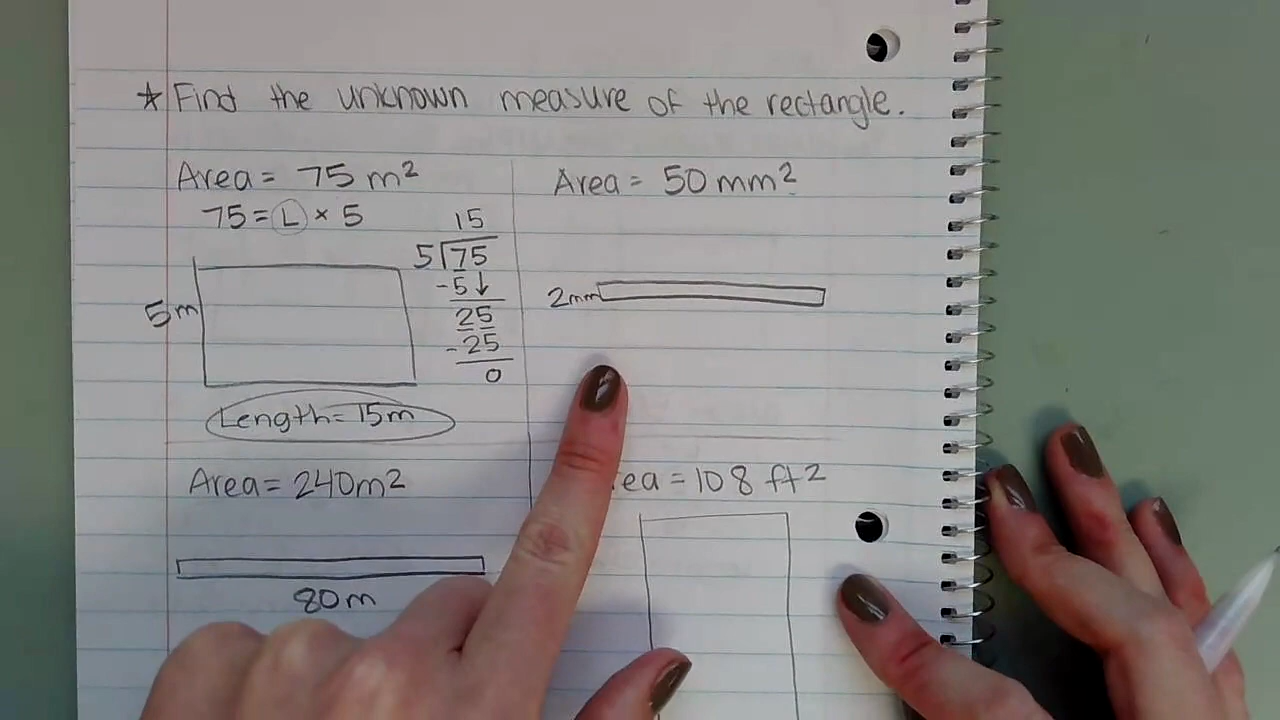 ★ Find the unknown measure of the rectangle.
Area = 75 m²
75 = L × 5
15
5 75
-5↓
25
-25
0
5m
Length = 15m
Area = 50 mm²
2mm
Area = 240m²
80m
ea = 108 ft2